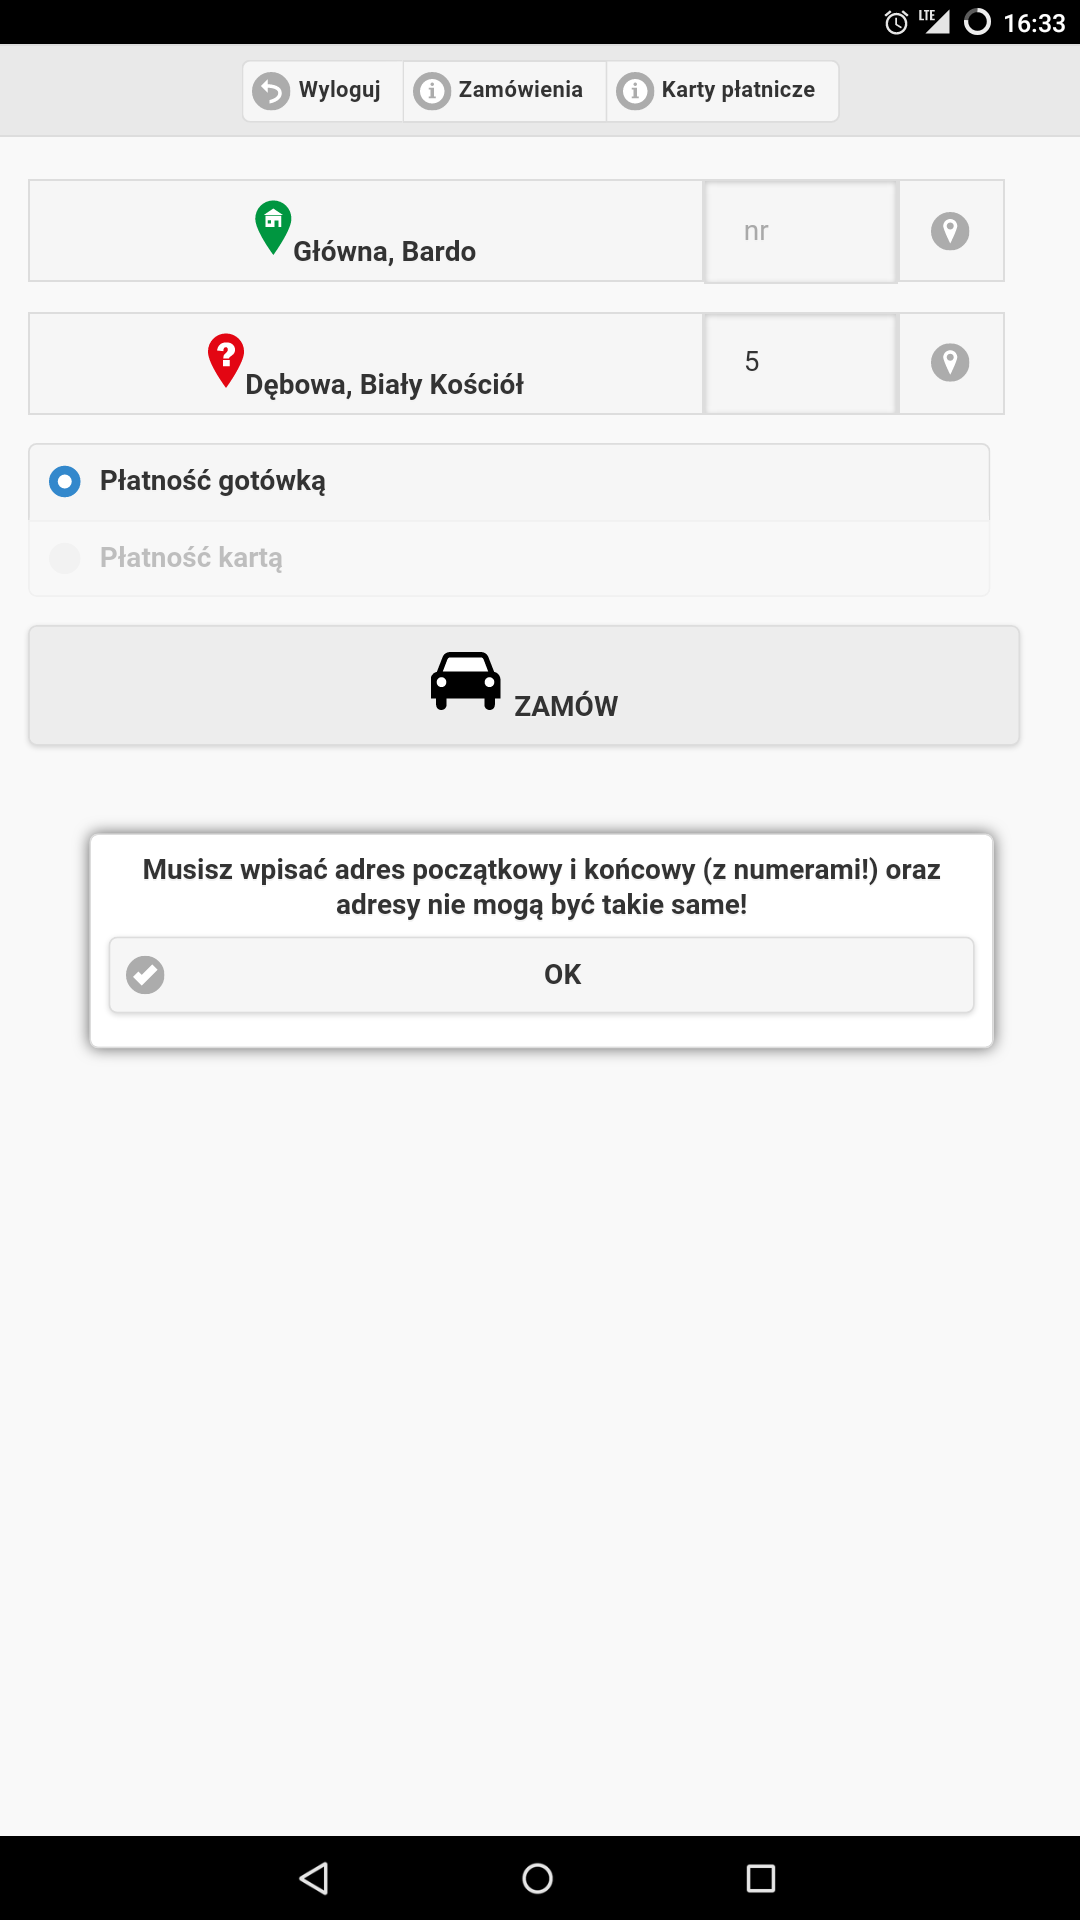 LTE 16:33
Wyloguj Zamówienia Karty płatnicze
Główna, Bardo nr
Dębowa, Biały Kościół 5
Płatność gotówką
Płatność kartą
ZAMÓW
Musisz wpisać adres początkowy i końcowy (z numerami!) oraz
adresy nie mogą być takie same!
OK